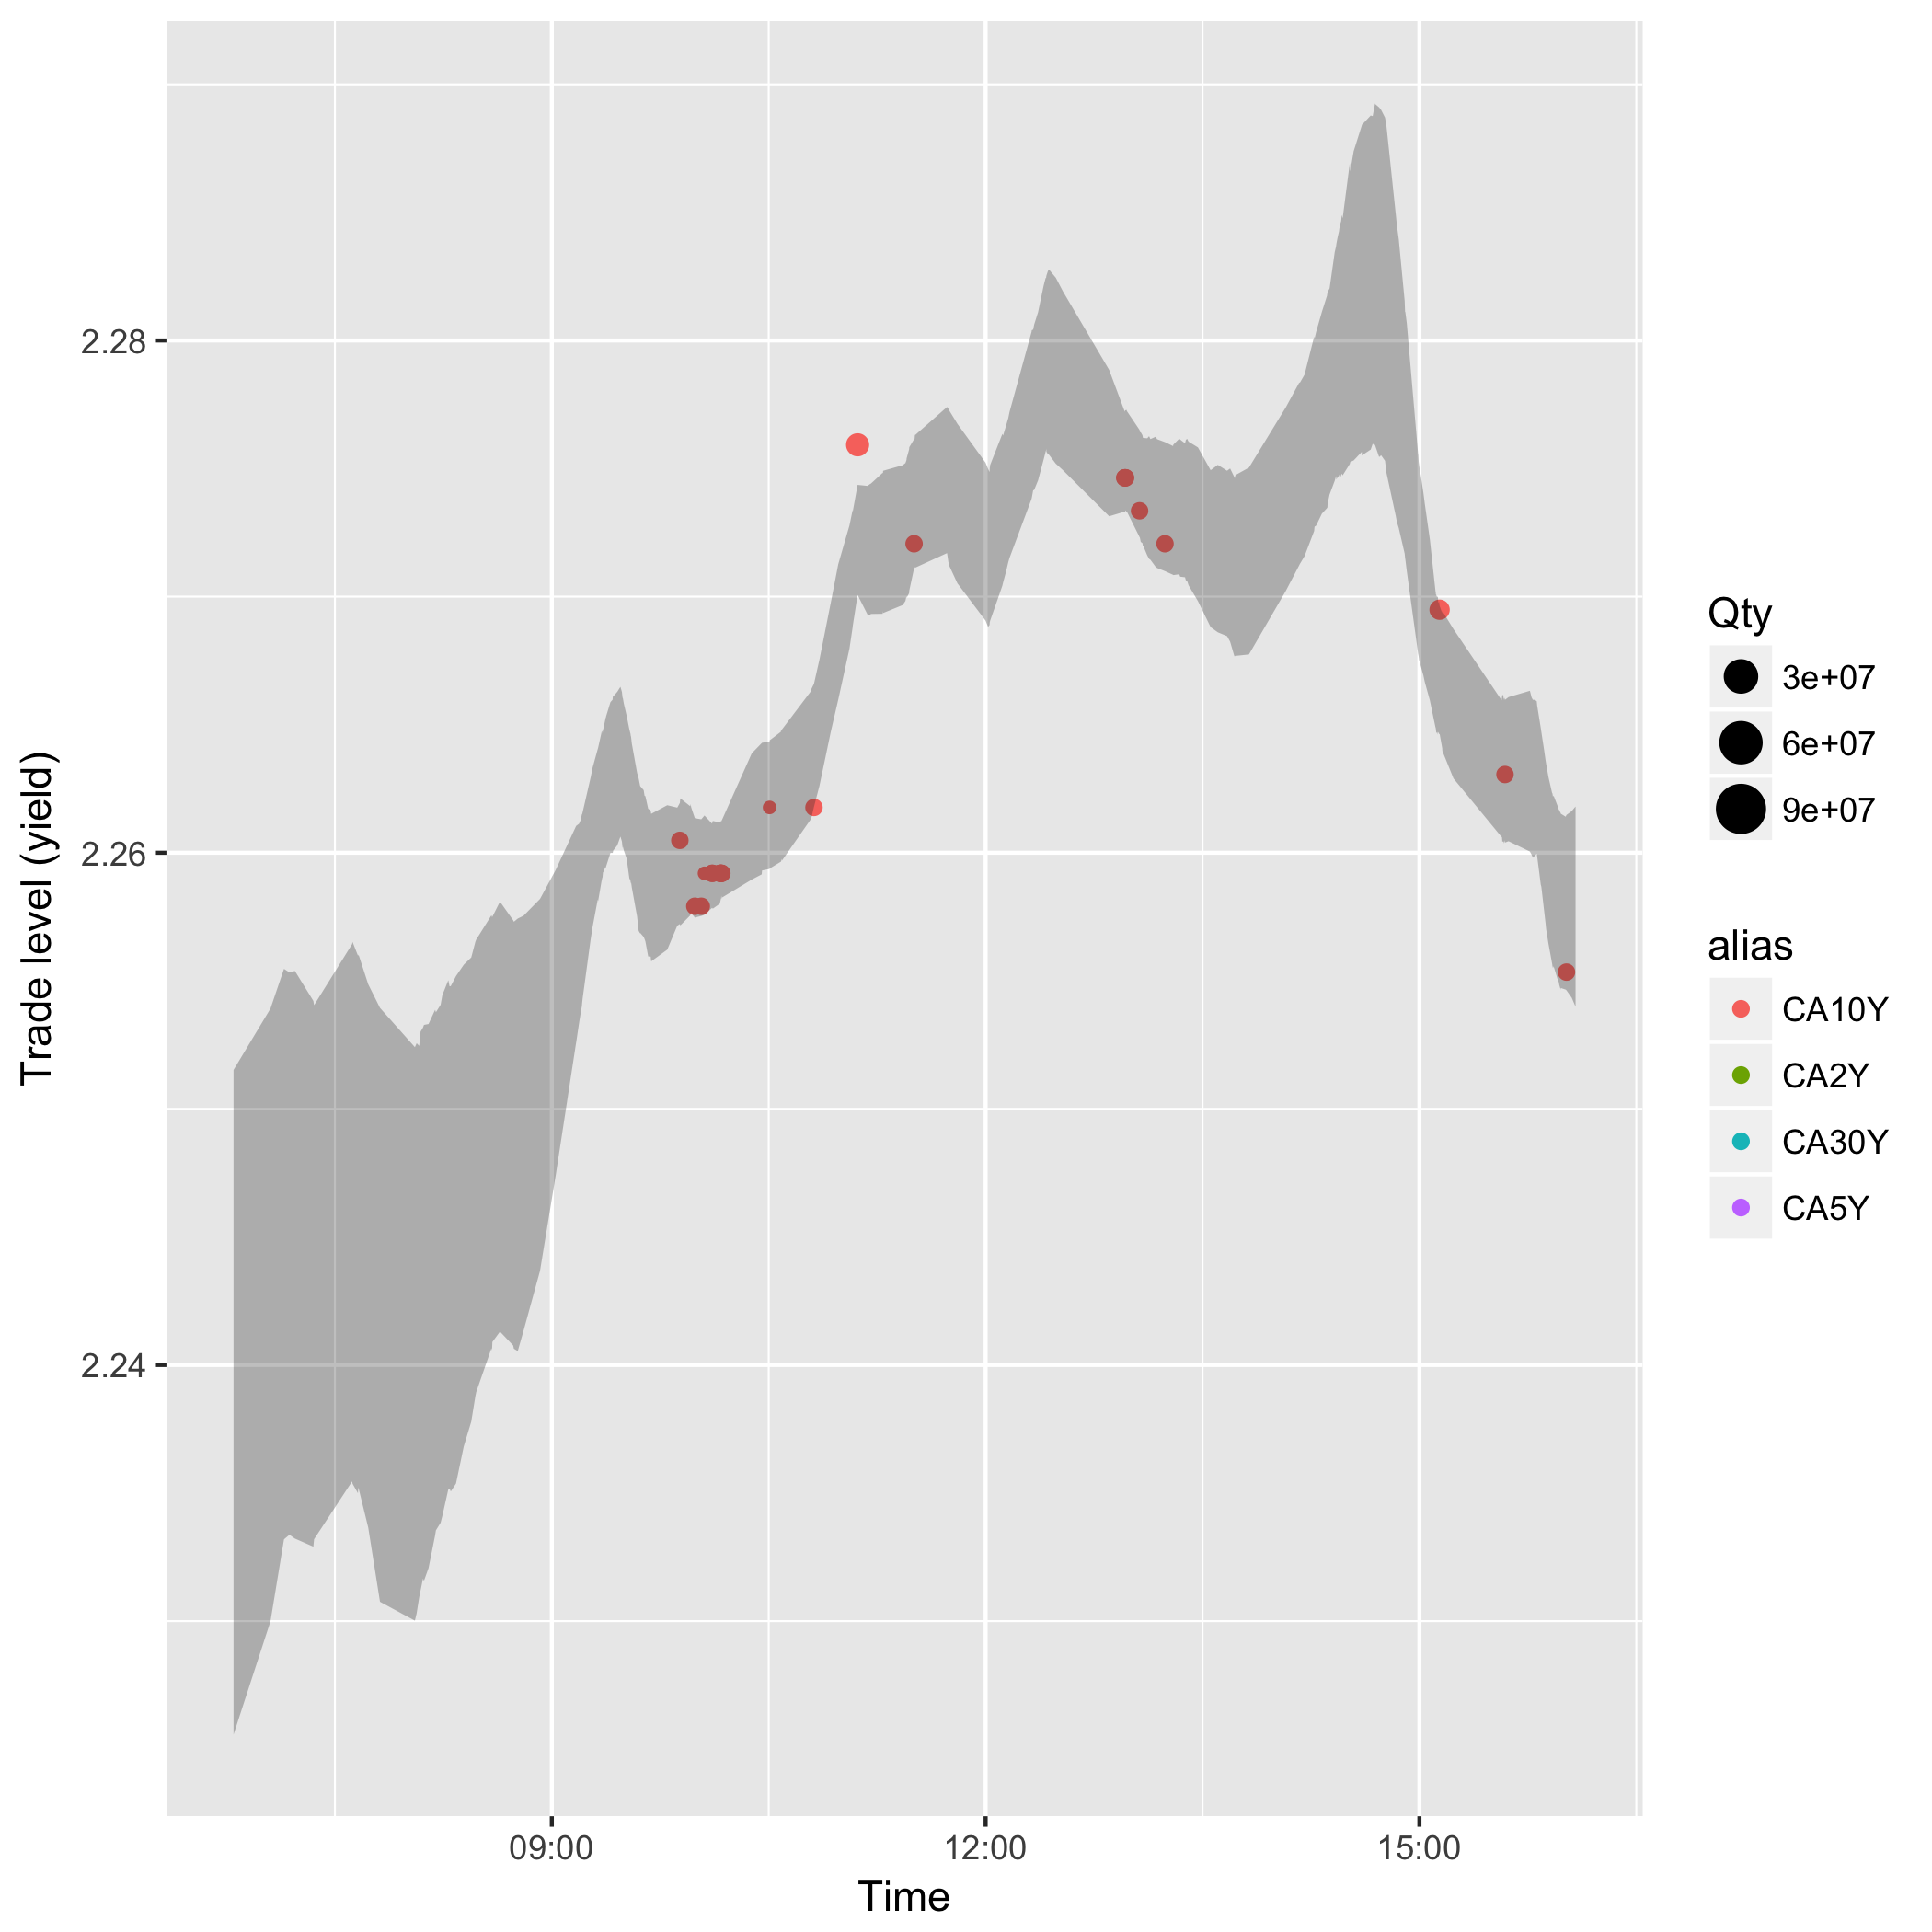 Trade level (yield)
2.28
2.26
2.24
09:00
12:00
15:00
Time
Qty
3e+07
6e+07
9e+07
alias
CA10Y
CA2Y
CA30Y
CA5Y